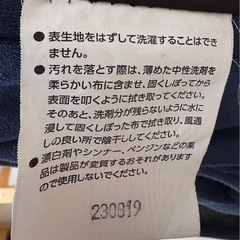 ● 表生地をはずして洗濯することはでき
ません。
● 汚れを落とす際は、薄めた中性洗剤を
柔らかい布に含ませ、固くしぼってから
表面を叩くように拭き取ります。
そのあと、洗剤分が残らないように水に
浸して固くしぼった布で拭き取り、風通
しの良い所で陰干ししてください。
● 漂白剤やシンナー、ベンジンなどの薬
品は製品が変質するおそれがあります
ので使用しないでください。
230819